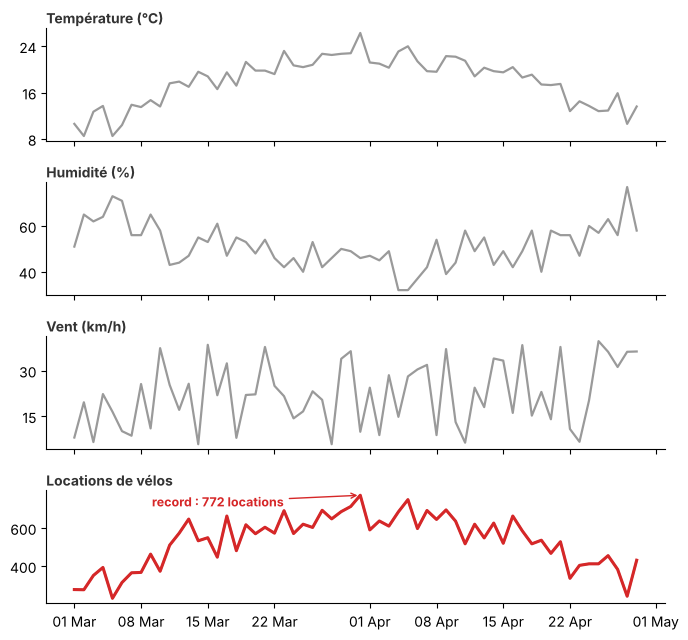 Température (°C)
24
16
8
Humidité (%)
60
40
Vent (km/h)
30
15
Locations de vélos
record : 772 locations
600
400
01 Mar 08 Mar 15 Mar 22 Mar 01 Apr 08 Apr 15 Apr 22 Apr 01 May